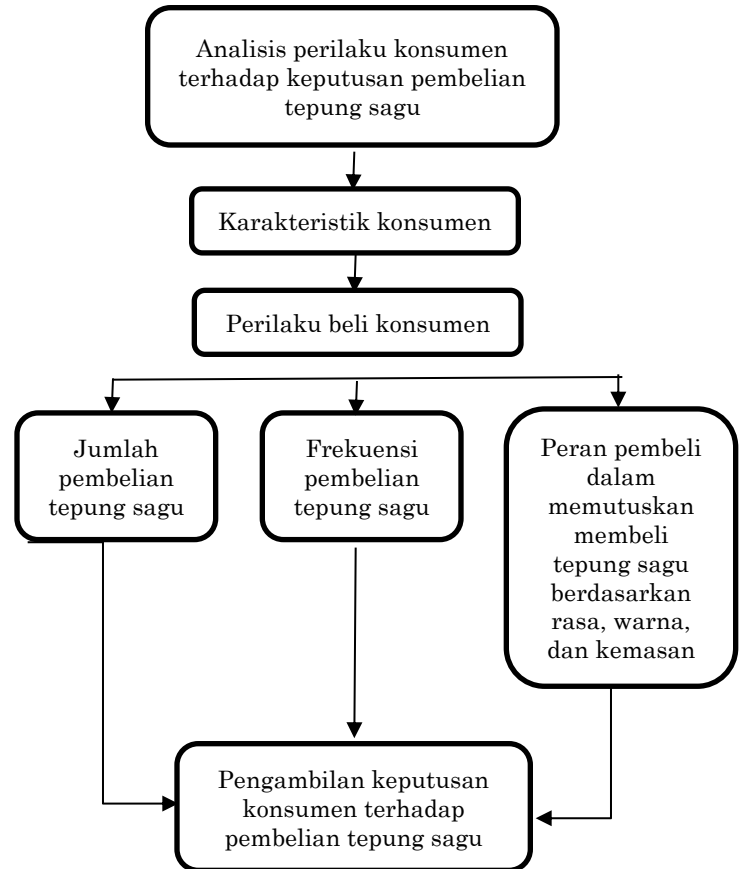 Analisis perilaku konsumen
terhadap keputusan pembelian
tepung sagu
Karakteristik konsumen
Perilaku beli konsumen
Jumlah
pembelian
tepung sagu
Frekuensi
pembelian
tepung sagu
Peran pembeli
dalam
memutuskan
membeli
tepung sagu
berdasarkan
rasa, warna,
dan kemasan
Pengambilan keputusan
konsumen terhadap
pembelian tepung sagu